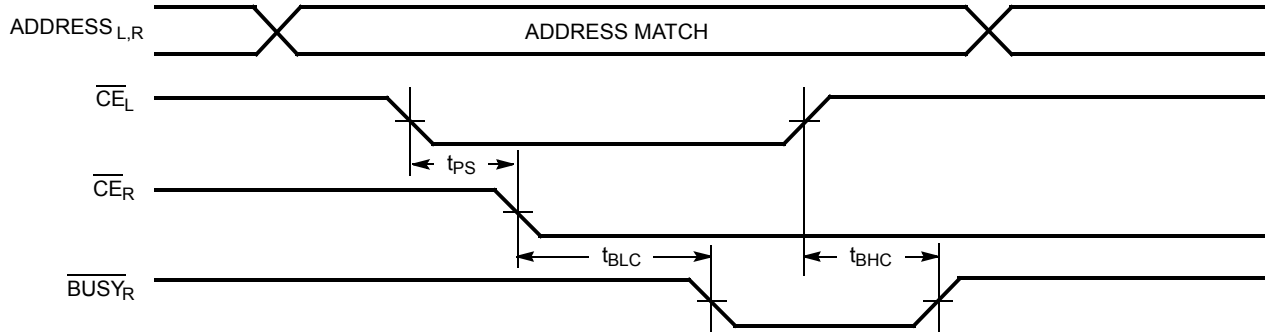 ADDRESS L,R
ADDRESS MATCH
CE L
t PS
CE R
t BLC
t BHC
BUSY R